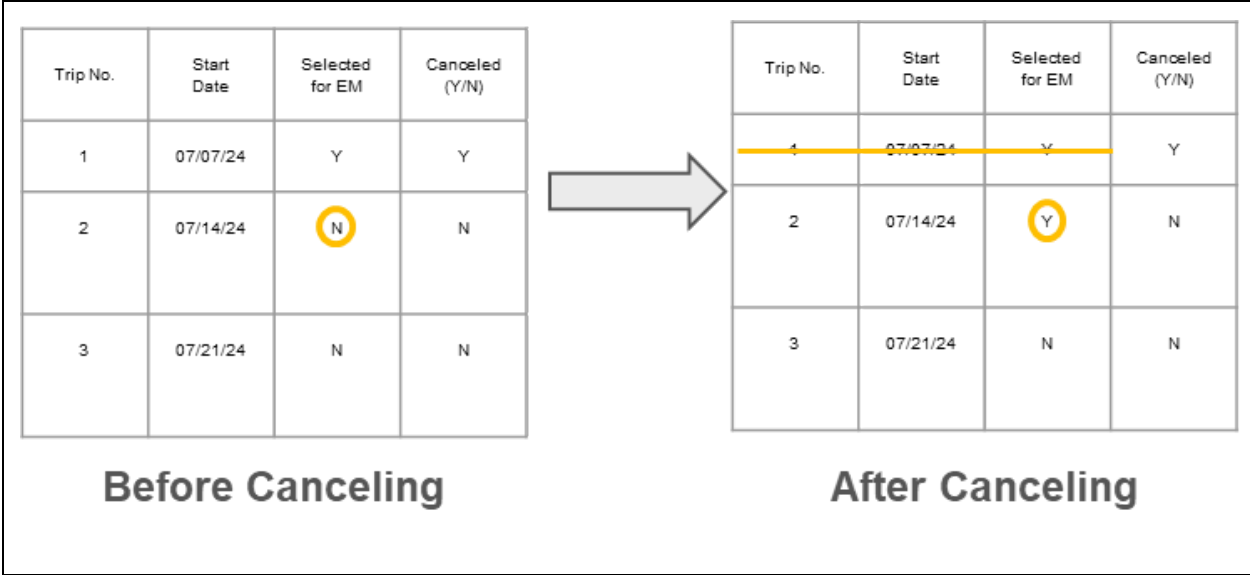 Trip No. Start Date Selected for EM Canceled (Y/N)
1 07/07/24 Y Y
2 07/14/24 N N
3 07/21/24 N N
Before Canceling
Trip No. Start Date Selected for EM Canceled (Y/N)
1 07/07/24 Y Y
2 07/14/24 Y N
3 07/21/24 N N
After Canceling